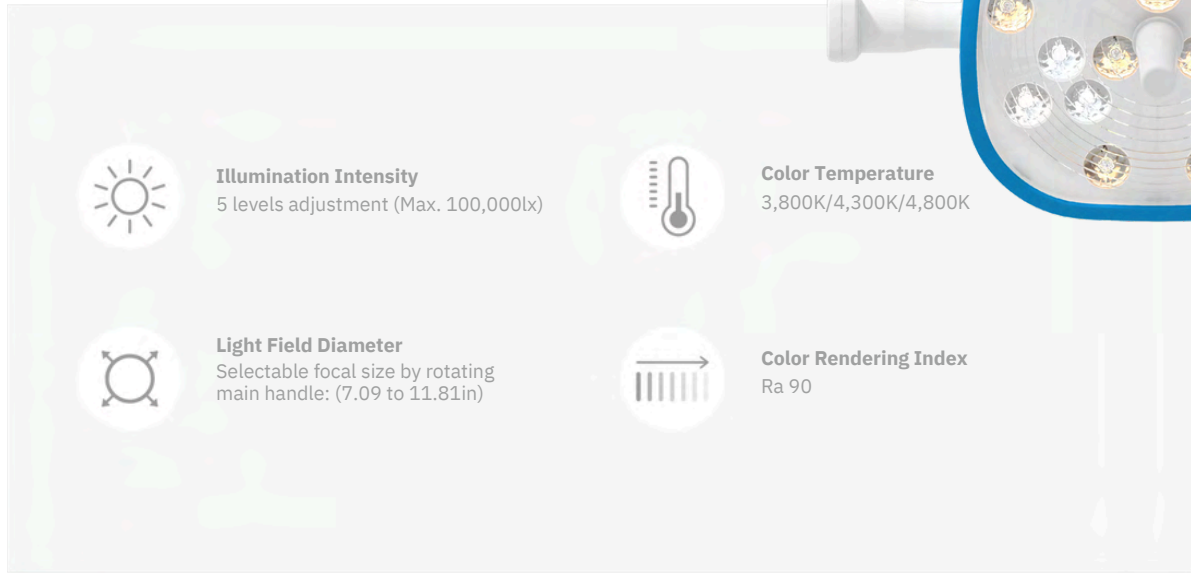 Illumination Intensity
5 levels adjustment (Max. 100,000lx)
Color Temperature
3,800K/4,300K/4,800K
Light Field Diameter
Selectable focal size by rotating
main handle: (7.09 to 11.81in)
Color Rendering Index
Ra 90